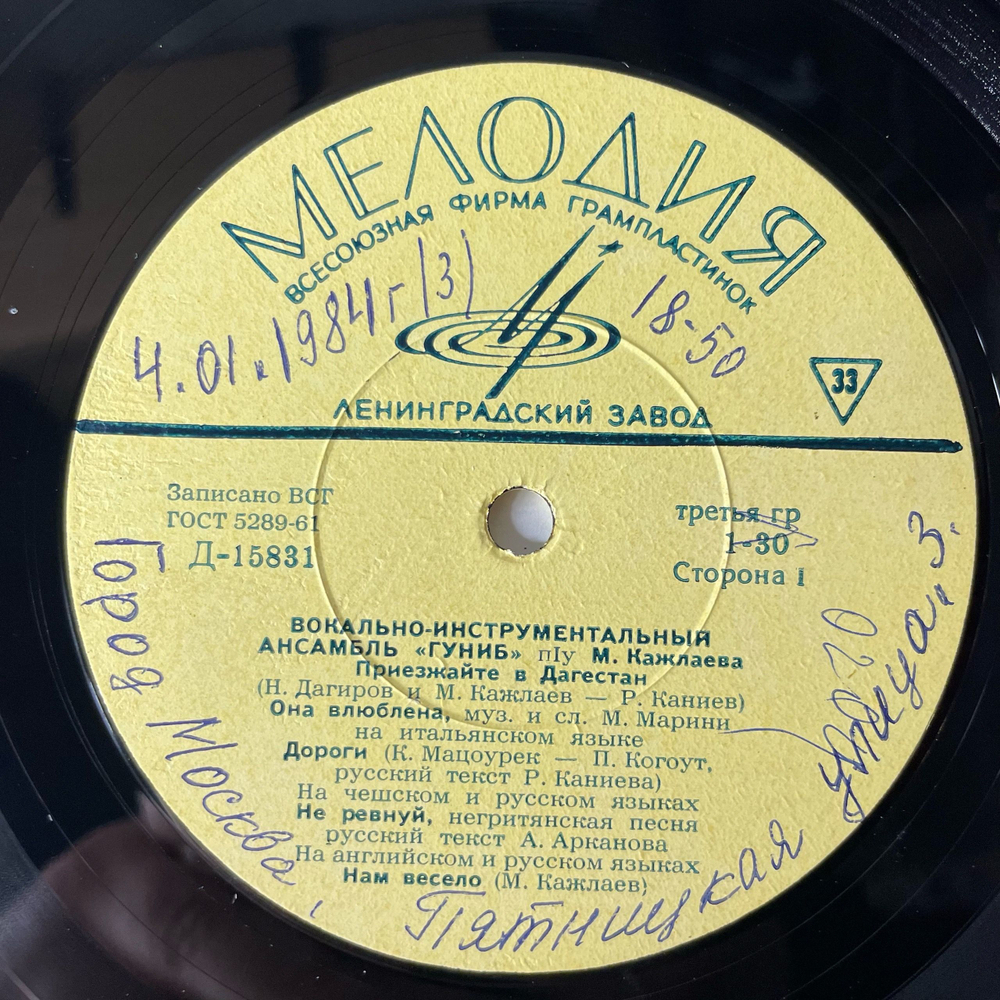 МЕЛОДИЯ
ВСЕСОЮЗНАЯ ФИРМА ГРАМПЛАСТИНОК
4.01.1984г (3)
18-50
33
ЛЕНИНГРАДСКИЙ ЗАВОД
Записано ВСГ
ГОСТ 5289-61
Д-15831
третья гр
1-30
Сторона 1
ВОКАЛЬНО-ИНСТРУМЕНТАЛЬНЫЙ
АНСАМБЛЬ «ГУНИБ» п/у М. Кажлаева
Приезжайте в Дагестан
(Н. Дагиров и М. Кажлаев — Р. Каниев)
Она влюблена, муз. и сл. М. Марини
на итальянском языке
Дороги (К. Мацоурек — П. Когоут,
русский текст Р. Каниева)
На чешском и русском языках
Не ревнуй, негритянская песня
русский текст А. Арканова
На английском и русском языках
Нам весело (М. Кажлаев)
Город Москва,
Пятницкая
улица, 3.